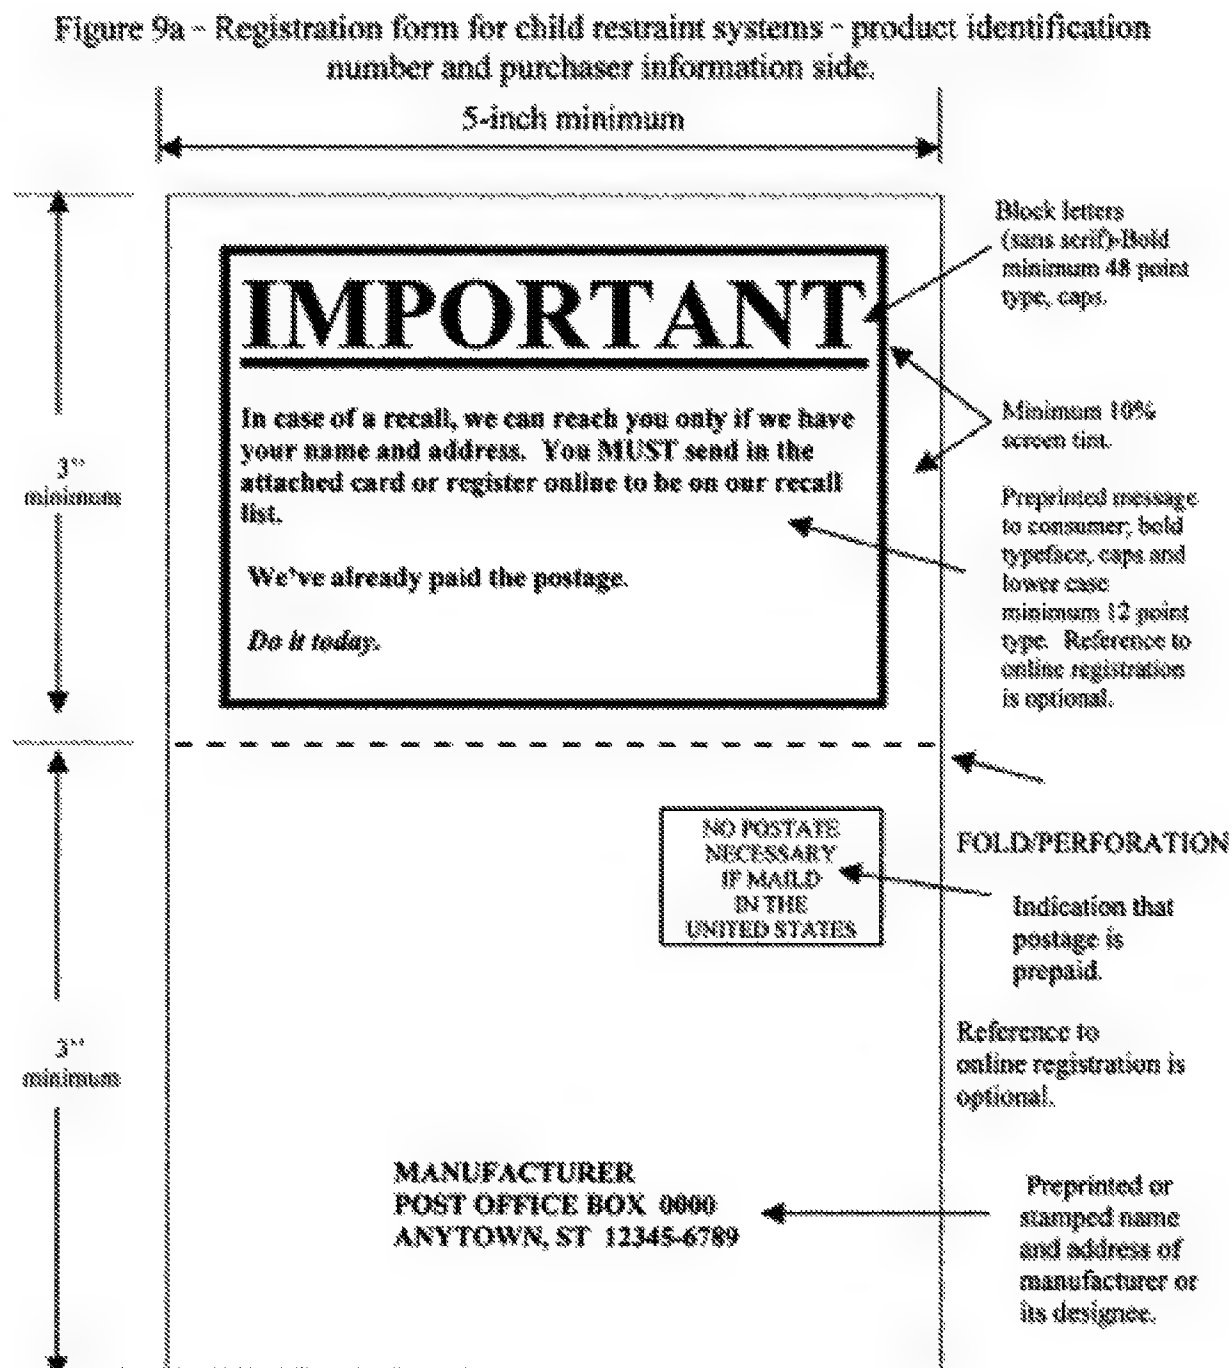 Figure 9a - Registration form for child restraint systems - product identification
number and purchaser information side.
5-inch minimum
3"
minimum
IMPORTANT
In case of a recall, we can reach you only if we have
your name and address. You MUST send in the
attached card or register online to be on our recall
list.
We've already paid the postage.
Do it today.
Block letters
(sans serif)-Bold
minimum 48 point
type, caps.
Minimum 10%
screen tint.
Preprinted message
to consumer; bold
typeface, caps and
lower case
minimum 12 point
type. Reference to
online registration
is optional.
3"
minimum
NO POSTATE
NECESSARY
IF MAILD
IN THE
UNITED STATES
FOLD/PERFORATION
Indication that
postage is
prepaid.
Reference to
online registration is
optional.
MANUFACTURER
POST OFFICE BOX 0000
ANYTOWN, ST 12345-6789
Preprinted or
stamped name
and address of
manufacturer or
its designee.